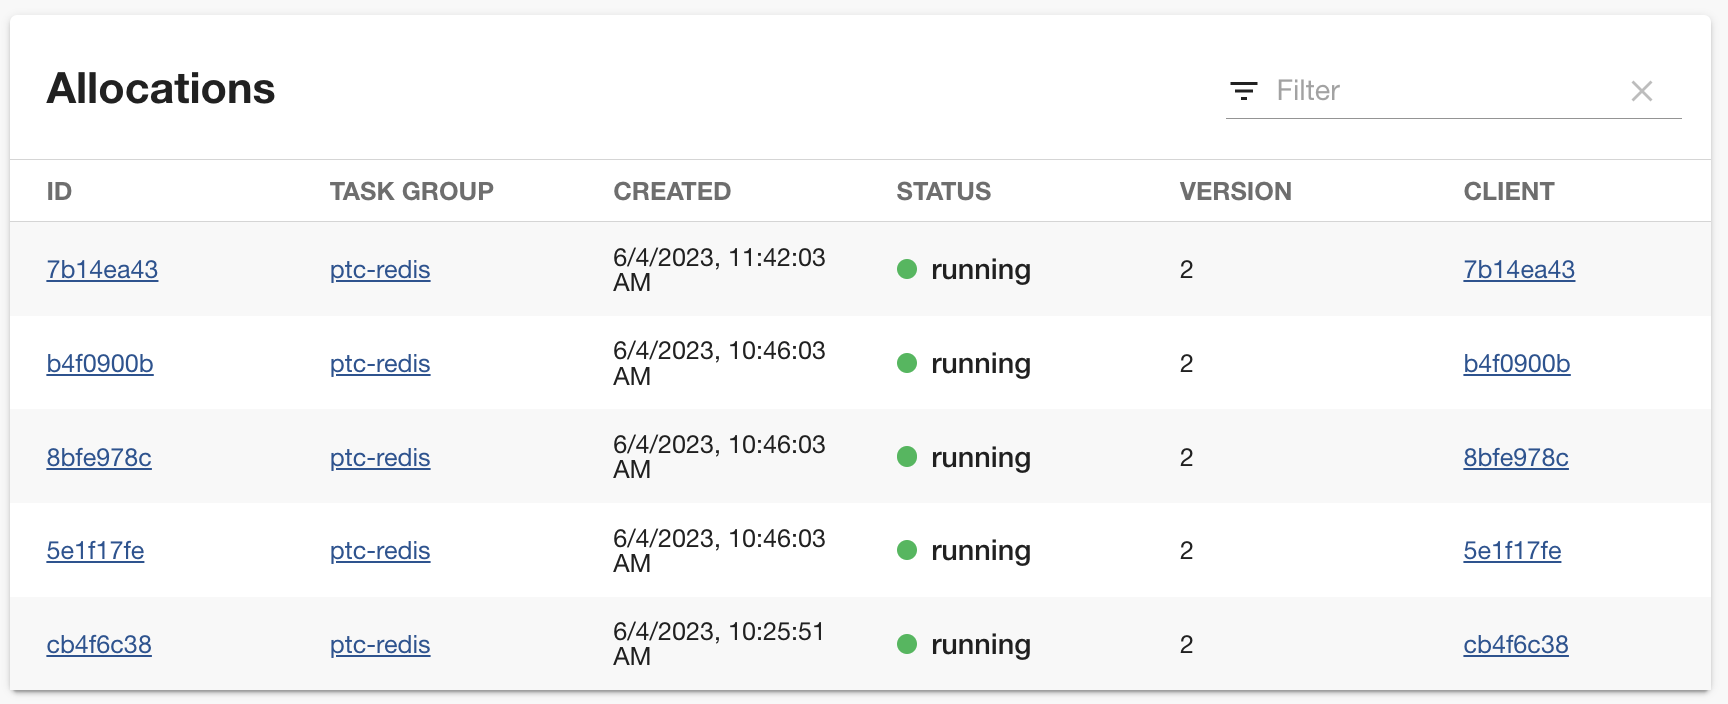 Allocations
Filter
ID TASK GROUP CREATED STATUS VERSION CLIENT
7b14ea43 ptc-redis 6/4/2023, 11:42:03 AM running 2 7b14ea43
b4f0900b ptc-redis 6/4/2023, 10:46:03 AM running 2 b4f0900b
8bfe978c ptc-redis 6/4/2023, 10:46:03 AM running 2 8bfe978c
5e1f17fe ptc-redis 6/4/2023, 10:46:03 AM running 2 5e1f17fe
cb4f6c38 ptc-redis 6/4/2023, 10:25:51 AM running 2 cb4f6c38